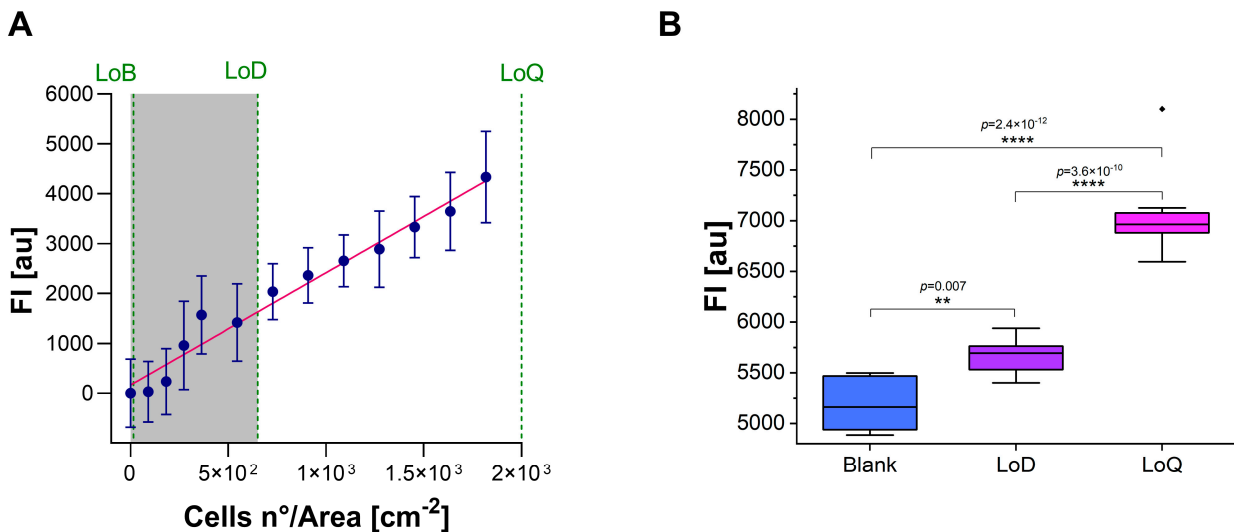 A
LoB
LoD
LoQ
6000
5000
4000
3000
2000
1000
0
FI [au]
0
5×10²
1×10³
1.5×10³
2×10³
Cells n°/Area [cm⁻²]
B
8000
7500
7000
6500
6000
5500
5000
FI [au]
p=2.4×10⁻¹²
****
p=3.6×10⁻¹⁰
****
p=0.007
**
Blank
LoD
LoQ